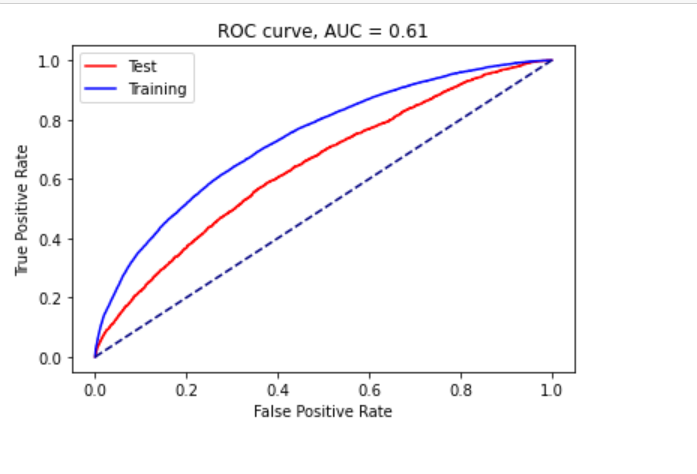 ROC curve, AUC = 0.61
Test
Training
True Positive Rate
1.0
0.8
0.6
0.4
0.2
0.0
0.0 0.2 0.4 0.6 0.8 1.0
False Positive Rate